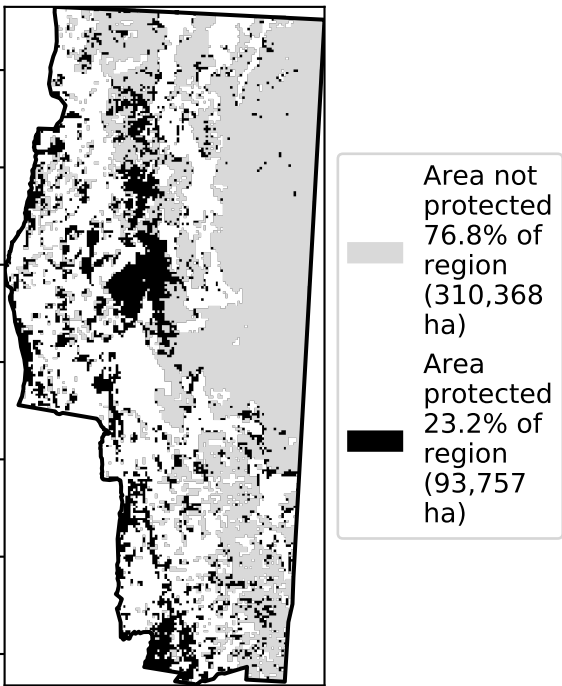 Area not
protected
76.8% of
region
(310,368
ha)
Area
protected
23.2% of
region
(93,757
ha)